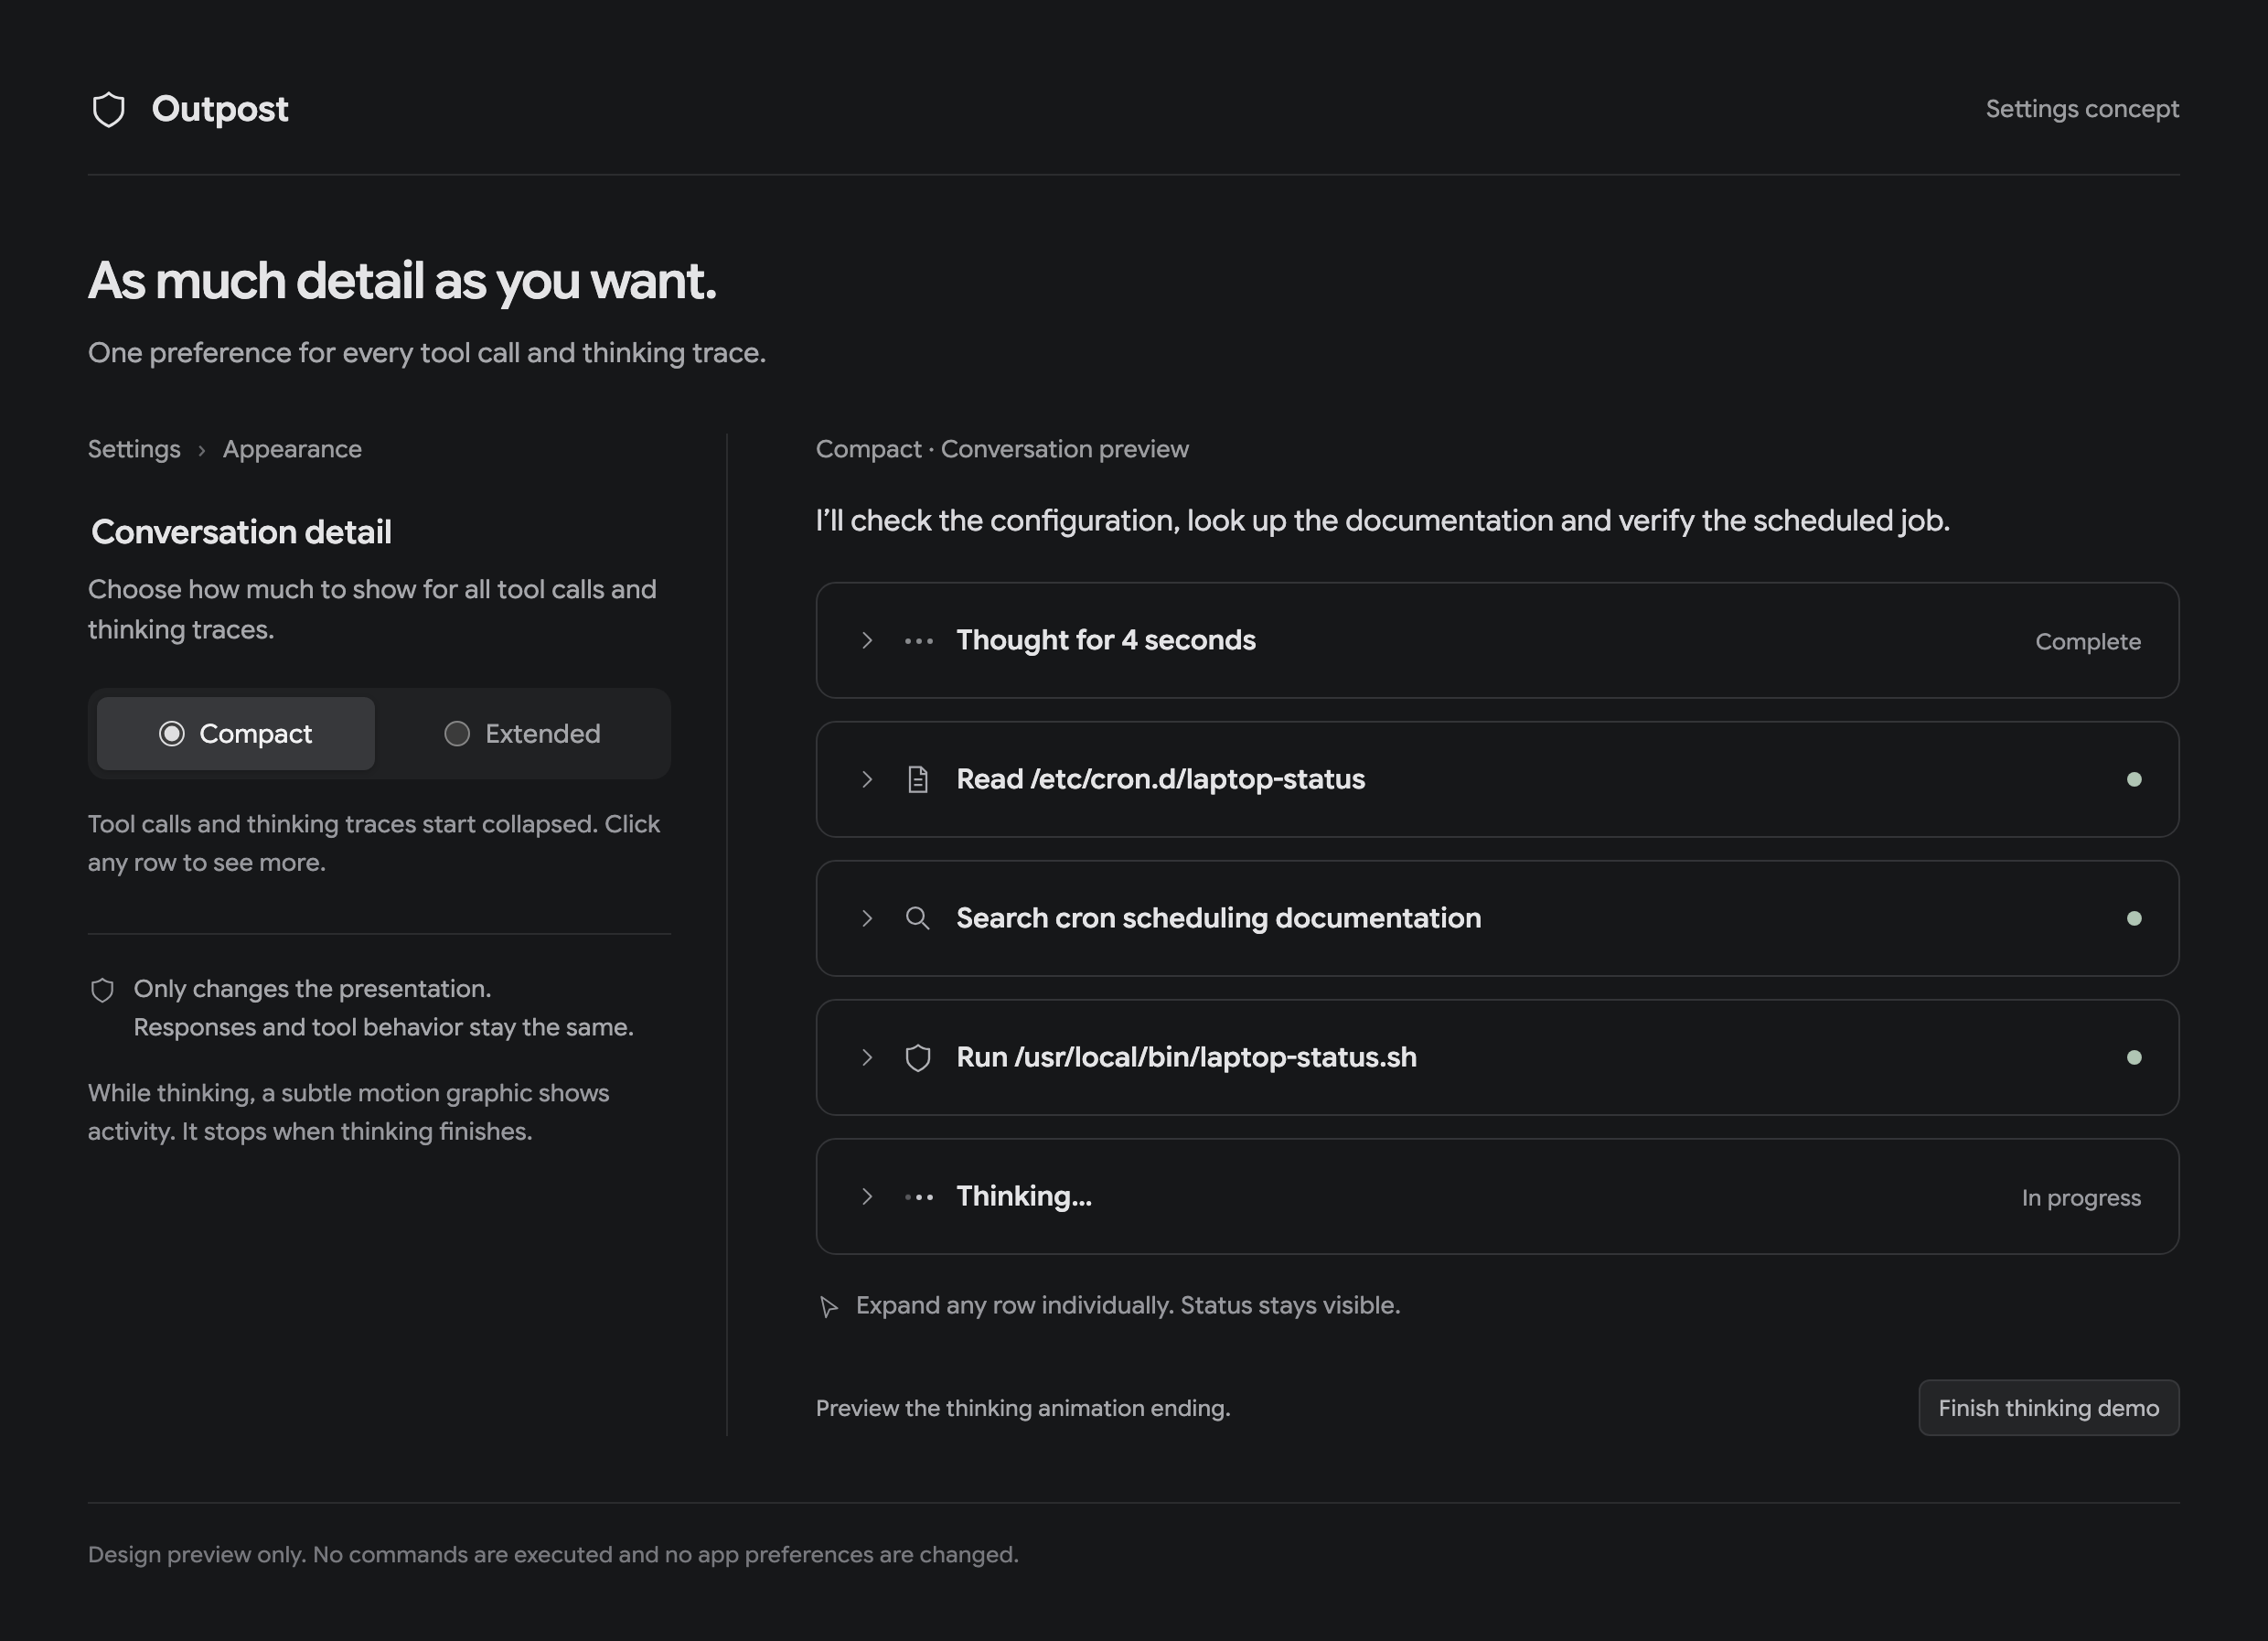 Outpost
Settings concept
As much detail as you want.
One preference for every tool call and thinking trace.
Settings › Appearance
Conversation detail
Choose how much to show for all tool calls and
thinking traces.
Compact
Extended
Tool calls and thinking traces start collapsed. Click
any row to see more.
Only changes the presentation.
Responses and tool behavior stay the same.
While thinking, a subtle motion graphic shows
activity. It stops when thinking finishes.
Compact · Conversation preview
I’ll check the configuration, look up the documentation and verify the scheduled job.
Thought for 4 seconds
Complete
Read /etc/cron.d/laptop-status
Search cron scheduling documentation
Run /usr/local/bin/laptop-status.sh
Thinking...
In progress
Expand any row individually. Status stays visible.
Preview the thinking animation ending.
Finish thinking demo
Design preview only. No commands are executed and no app preferences are changed.